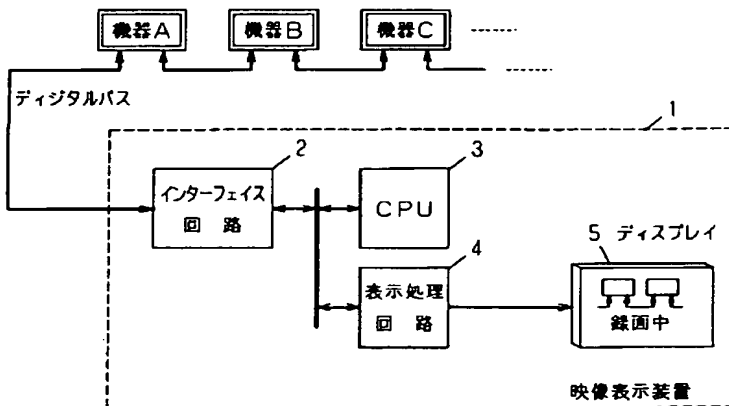 機器A 機器B 機器C
ディジタルバス
1
2
3
インターフェイス
回路
CPU
4
5 ディスプレイ
表示処理
回路
録画中
映像表示装置